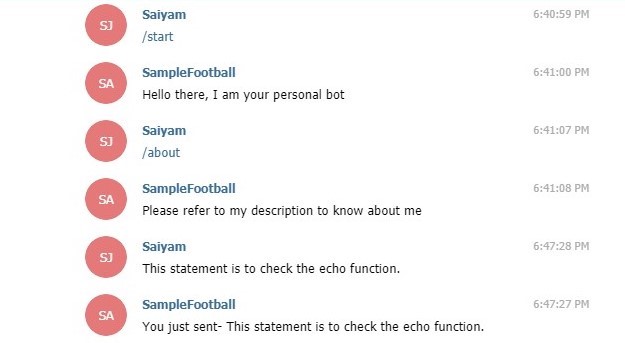 SJ
Saiyam
6:40:59 PM
/start
SA
SampleFootball
6:41:00 PM
Hello there, I am your personal bot
SJ
Saiyam
6:41:07 PM
/about
SA
SampleFootball
6:41:08 PM
Please refer to my description to know about me
SJ
Saiyam
6:47:28 PM
This statement is to check the echo function.
SA
SampleFootball
6:47:27 PM
You just sent- This statement is to check the echo function.